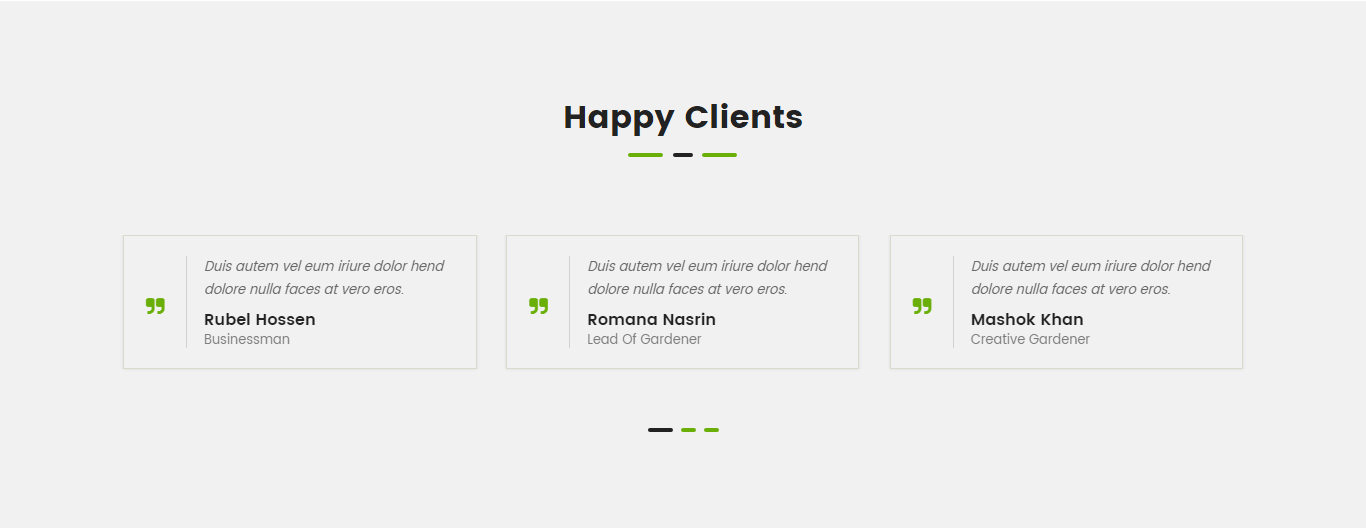 Happy Clients
Duis autem vel eum iriure dolor hend
dolore nulla faces at vero eros.
Rubel Hossen
Businessman
Duis autem vel eum iriure dolor hend
dolore nulla faces at vero eros.
Romana Nasrin
Lead Of Gardener
Duis autem vel eum iriure dolor hend
dolore nulla faces at vero eros.
Mashok Khan
Creative Gardener